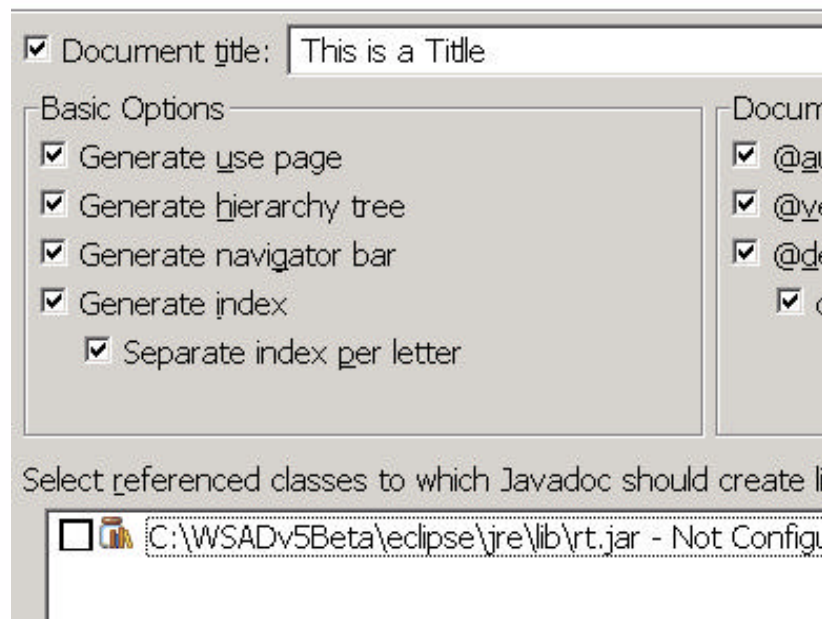 Document title: This is a Titlle
Basic Options
Generate use page
Generate hierarchy tree
Generate navigator bar
Generate index
Separate index per letter
Select referenced classes to which Javadoc should create
C:\WSADv5Beta\eclipse\jre\lib\rt.jar - Not